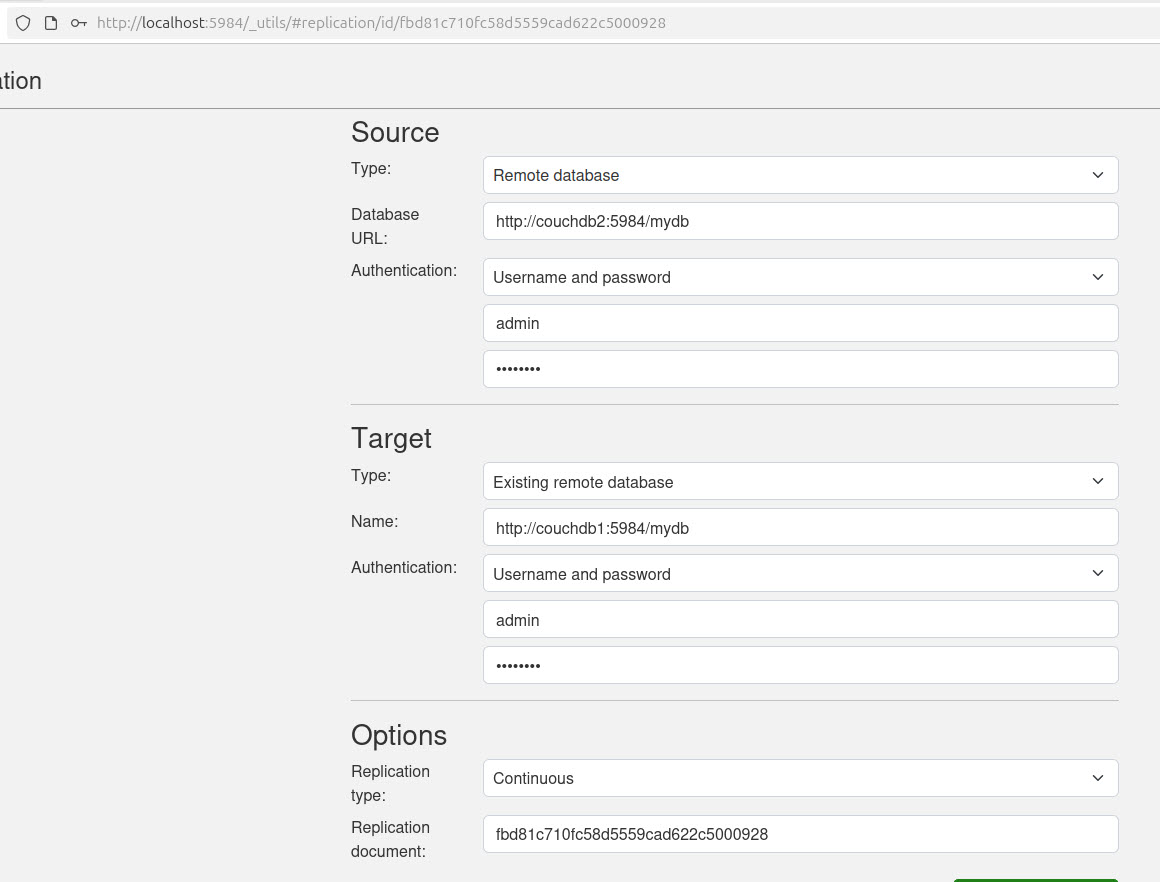 http://localhost:5984/_utils/#replication/id/fbd81c710fc58d5559cad622c5000928
ation
Source
Type:
Remote database
Database
URL:
http://couchdb2:5984/mydb
Authentication:
Username and password
admin
••••••••
Target
Type:
Existing remote database
Name:
http://couchdb1:5984/mydb
Authentication:
Username and password
admin
••••••••
Options
Replication
type:
Continuous
Replication
document:
fbd81c710fc58d5559cad622c5000928